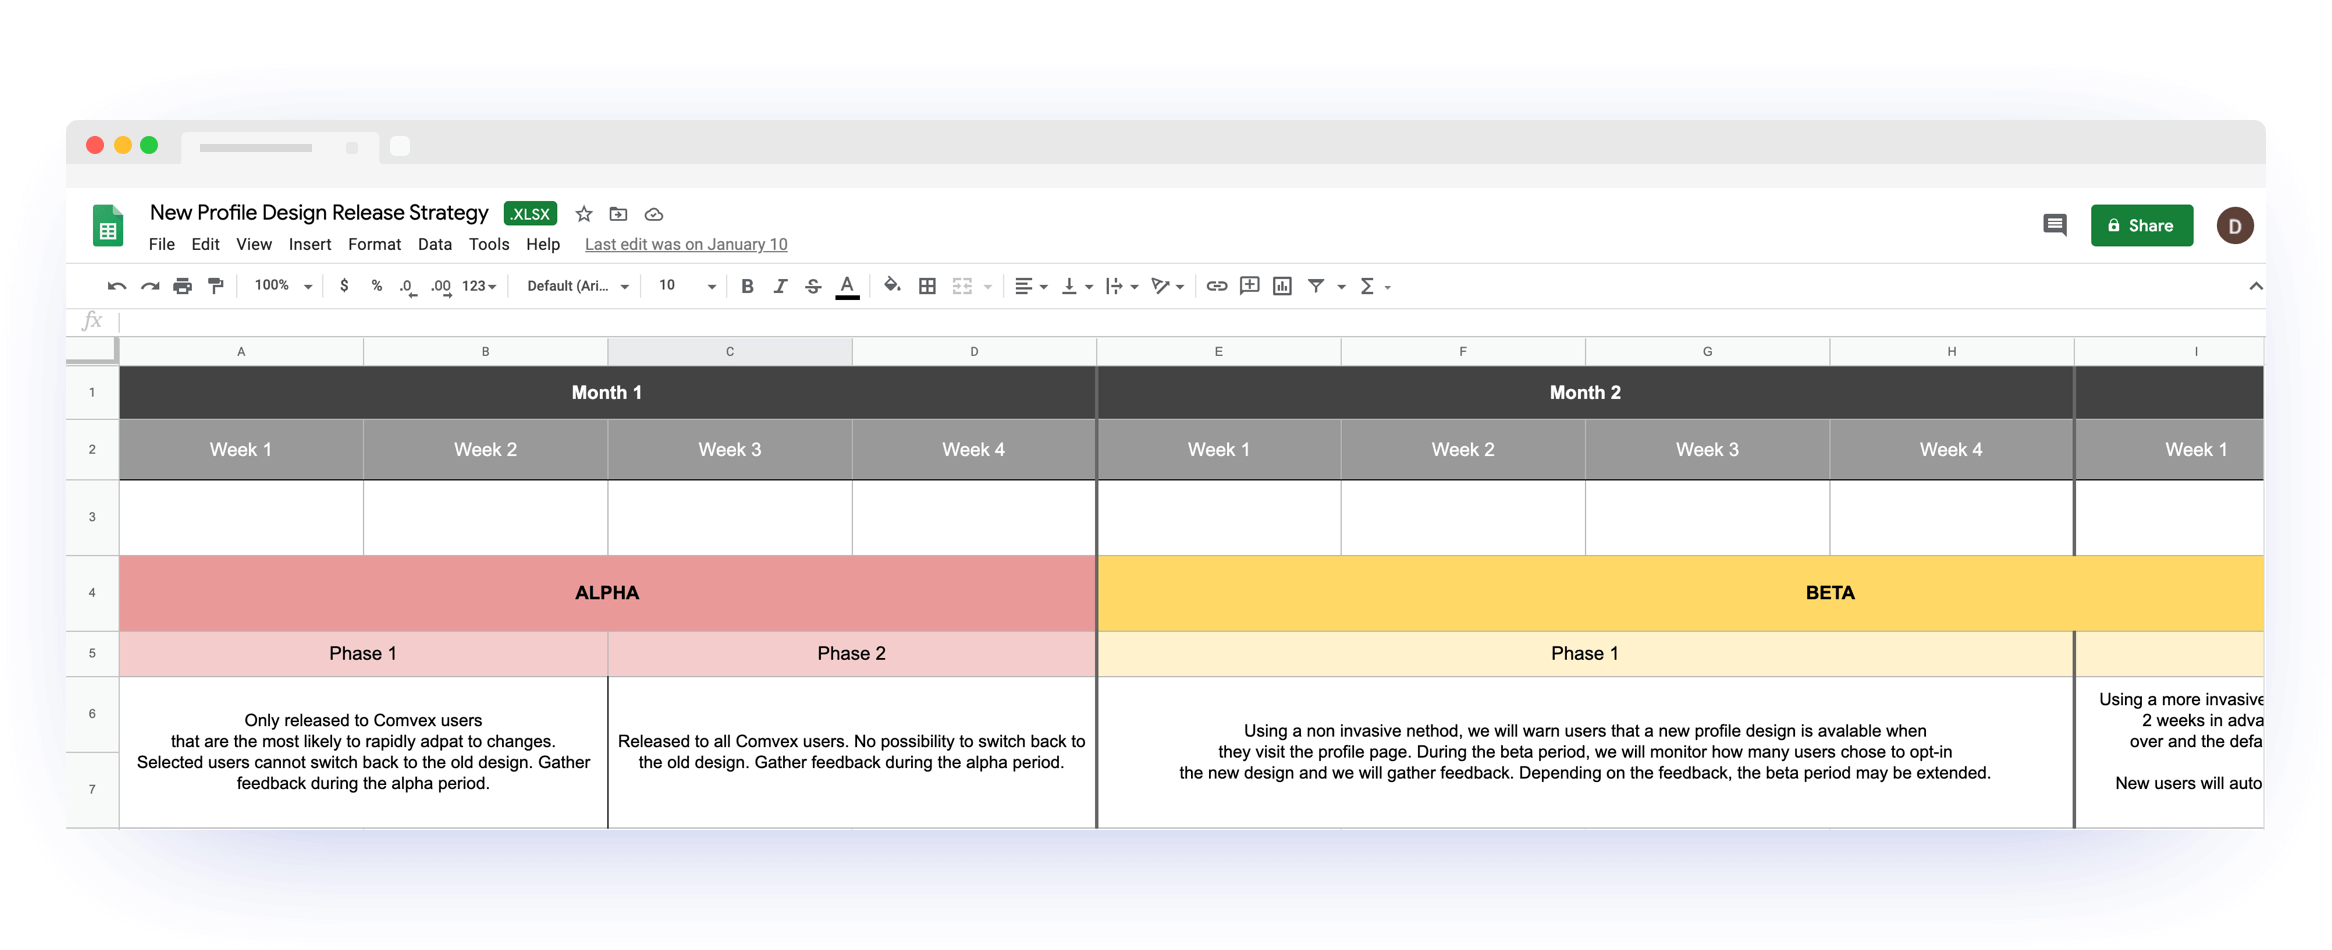 New Profile Design Release Strategy .XLSX
File Edit View Insert Format Data Tools Help Last edit was on January 10
Share
D
100% $ % .0 .00 123 Default (Ari... 10 B I S A
fx
A B C D E F G H I
1 Month 1 Month 2
2 Week 1 Week 2 Week 3 Week 4 Week 1 Week 2 Week 3 Week 4 Week 1
3
4 ALPHA BETA
5 Phase 1 Phase 2 Phase 1
6
7
Only released to Comvex users
that are the most likely to rapidly adpat to changes.
Selected users cannot switch back to the old design. Gather
feedback during the alpha period.
Released to all Comvex users. No possibility to switch back to
the old design. Gather feedback during the alpha period.
Using a non invasive nethod, we will warn users that a new profile design is avalable when
they visit the profile page. During the beta period, we will monitor how many users chose to opt-in
the new design and we will gather feedback. Depending on the feedback, the beta period may be extended.
Using a more invasive
2 weeks in adva
over and the defa
New users will auto